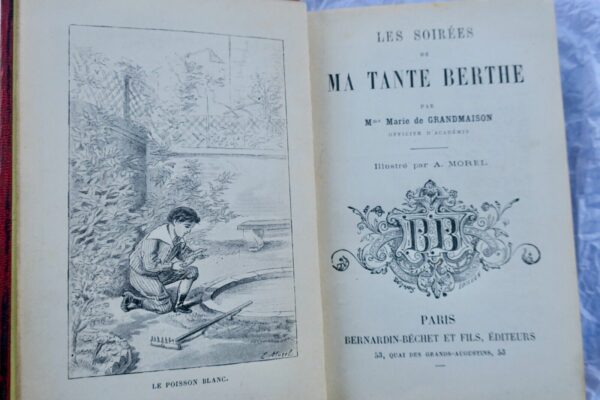 LE POISSON BLANC.
LES SOIRÉES
DE
MA TANTE BERTHE
PAR
Mme Marie de GRANDMAISON
OFFICIER D'ACADÉMIE
Illustré par A. MOREL.
BB
PARIS
BERNARDIN-BÉCHET ET FILS, ÉDITEURS
53, QUAI DES GRANDS-AUGUSTINS, 53